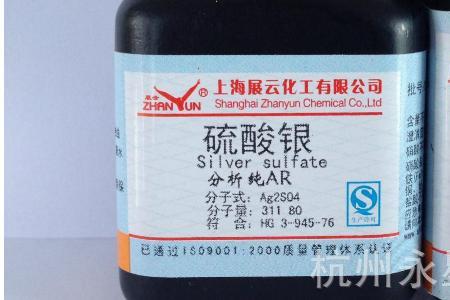 展云
ZHANYUN ®
上海展云化工有限公司
Shanghai Zhanyun Chemical Co.,Ltd
硫酸银
Silver sulfate
分析纯AR
分子式: Ag2SO4
分子量: 311 80
符 合: HG 3-945-76
生产许可
已通过ISO9001:2000质量管理体系认证
批号
杭州永